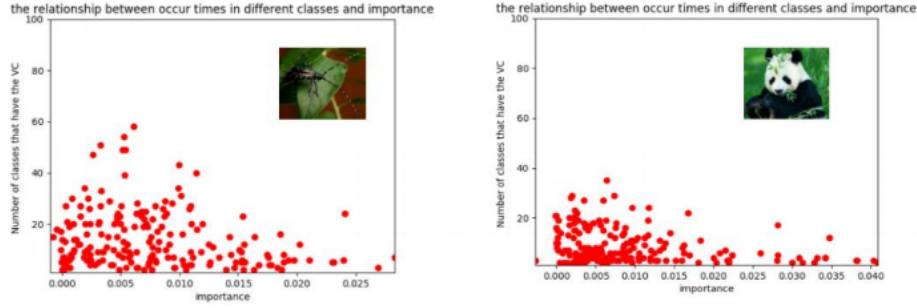 the relationship between occur times in different classes and importance
100
80
60
40
20
Number of classes that have the VC
0.000 0.005 0.010 0.015 0.020 0.025
importance
the relationship between occur times in different classes and importance
100
80
60
40
20
Number of classes that have the VC
0.000 0.005 0.010 0.015 0.020 0.025 0.030 0.035 0.040
importance